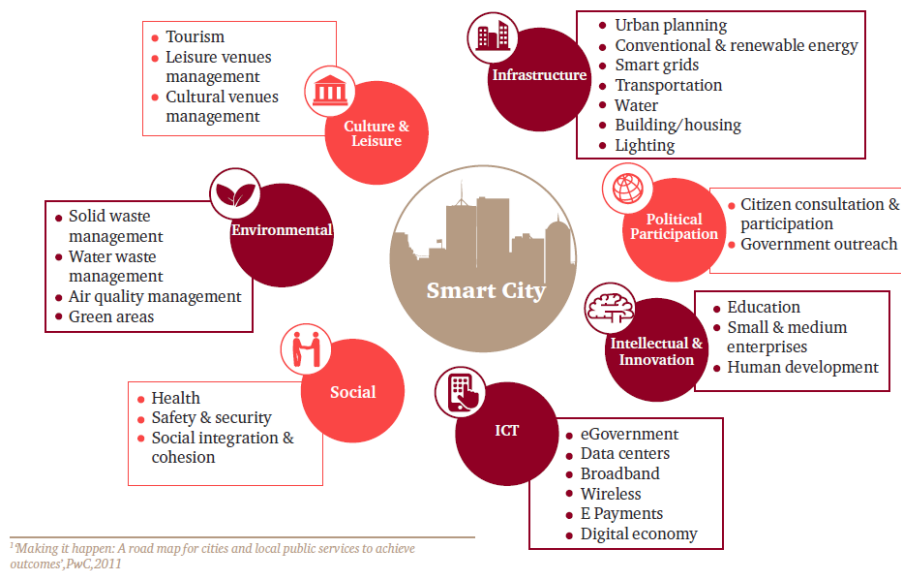 • Tourism
• Leisure venues
management
• Cultural venues
management
Culture &
Leisure
Infrastructure
• Urban planning
• Conventional & renewable energy
• Smart grids
• Transportation
• Water
• Building/housing
• Lighting
Environmental
• Solid waste
management
• Water waste
management
• Air quality management
• Green areas
Smart City
Political
Participation
• Citizen consultation &
participation
• Government outreach
Intellectual &
Innovation
• Education
• Small & medium
enterprises
• Human development
Social
• Health
• Safety & security
• Social integration &
cohesion
ICT
• eGovernment
• Data centers
• Broadband
• Wireless
• E Payments
• Digital economy
1'Making it happen: A road map for cities and local public services to achieve
outcomes',PwC,2011